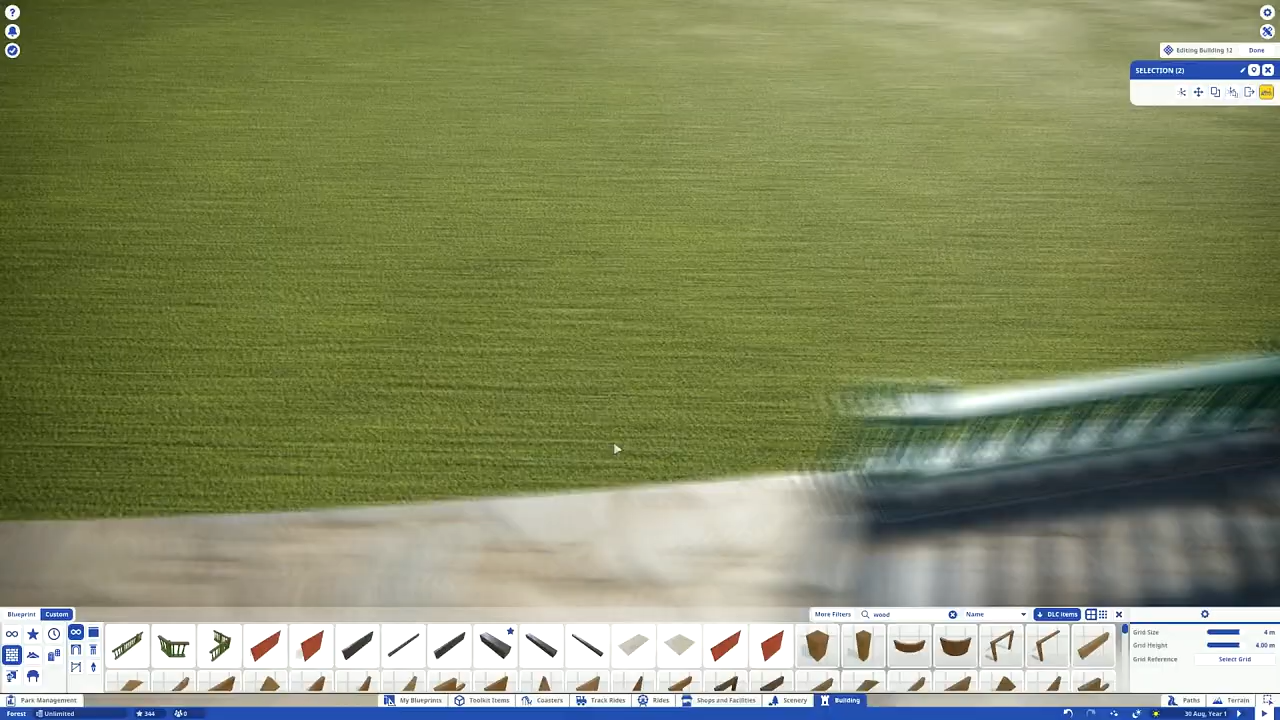 ?
Editing Building 12 Done
SELECTION (2)
Blueprint Custom
More Filters wood Name DLC Items
Grid Size 4 m
Grid Height 4.00 m
Grid Reference Select Grid
Park Management My Blueprints Toolkit Items Coasters Track Rides Rides Shops and Facilities Scenery Building Paths Terrain
Forest Unlimited 344 0 30 Aug, Year 1